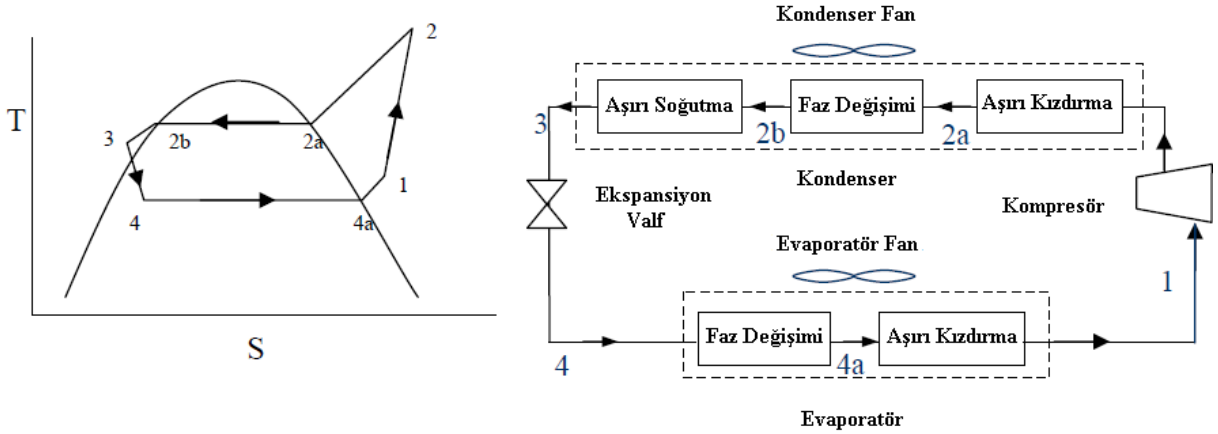 T
S
2
3
2b
2a
1
4
4a
Kondenser Fan
Aşırı Soğutma
Faz Değişimi
Aşırı Kızdırma
3
2b
2a
Kondenser
Ekspansiyon
Valf
Kompresör
Evaporatör Fan
1
Faz Değişimi
Aşırı Kızdırma
4
4a
Evaporatör